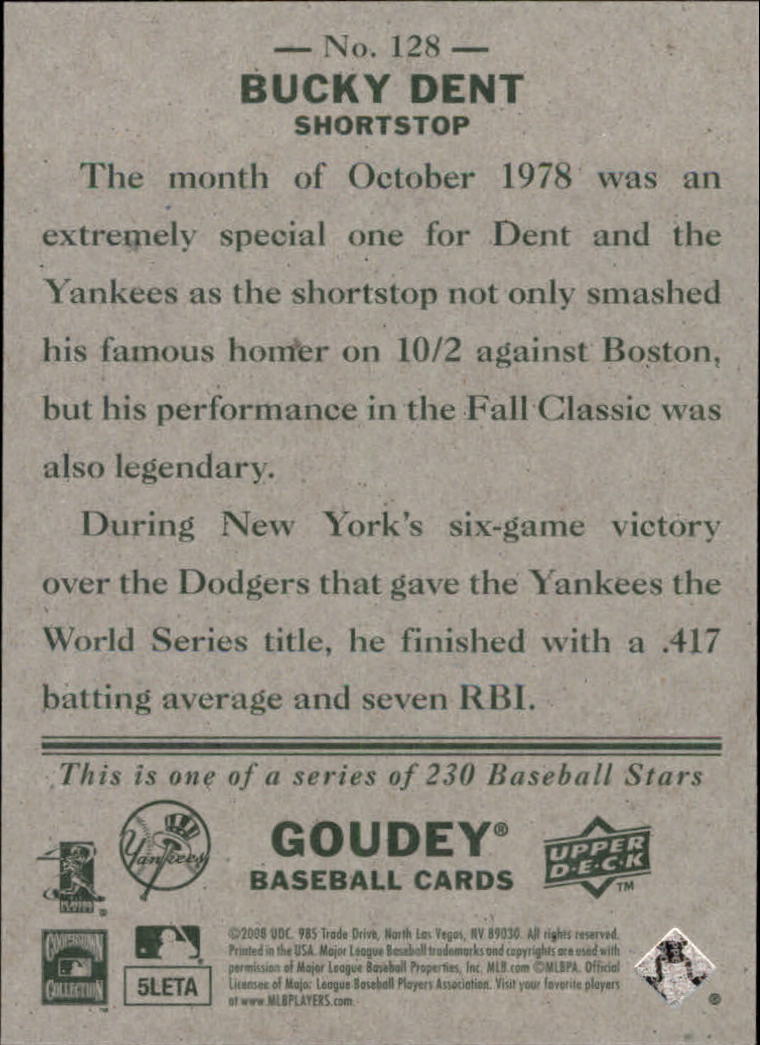 — No. 128 —
BUCKY DENT
SHORTSTOP
The month of October 1978 was an
extremely special one for Dent and the
Yankees as the shortstop not only smashed
his famous homer on 10/2 against Boston,
but his performance in the Fall Classic was
also legendary.
During New York's six-game victory
over the Dodgers that gave the Yankees the
World Series title, he finished with a .417
batting average and seven RBI.
This is one of a series of 230 Baseball Stars
Yankees
GOUDEY®
BASEBALL CARDS
UPPER
D·E·C·K
TM
PLAYERS
®
COOPERSTOWN
COLLECTION
5LETA
©2008 UDC. 985 Trade Drive, North Las Vegas, NV 89030. All rights reserved.
Printed in the USA. Major League Baseball trademarks and copyrights are used with
permission of Major League Baseball Properties, Inc. MLB.com ©MLBPA. Official
Licensee of Major League Baseball Players Association. Visit your favorite players
at www.MLBPLAYERS.com.
®